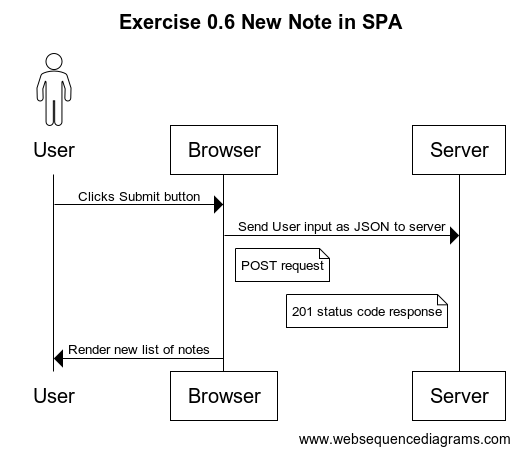 Exercise 0.6 New Note in SPA
User
Browser
Server
Clicks Submit button
Send User input as JSON to server
POST request
201 status code response
Render new list of notes
User
Browser
Server
www.websequencediagrams.com